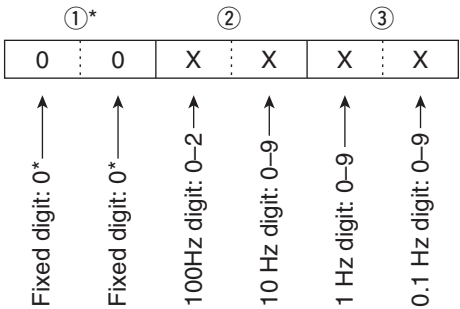 ①* ② ③
0 0 X X X X
Fixed digit: 0*
Fixed digit: 0*
100Hz digit: 0–2
10 Hz digit: 0–9
1 Hz digit: 0–9
0.1 Hz digit: 0–9